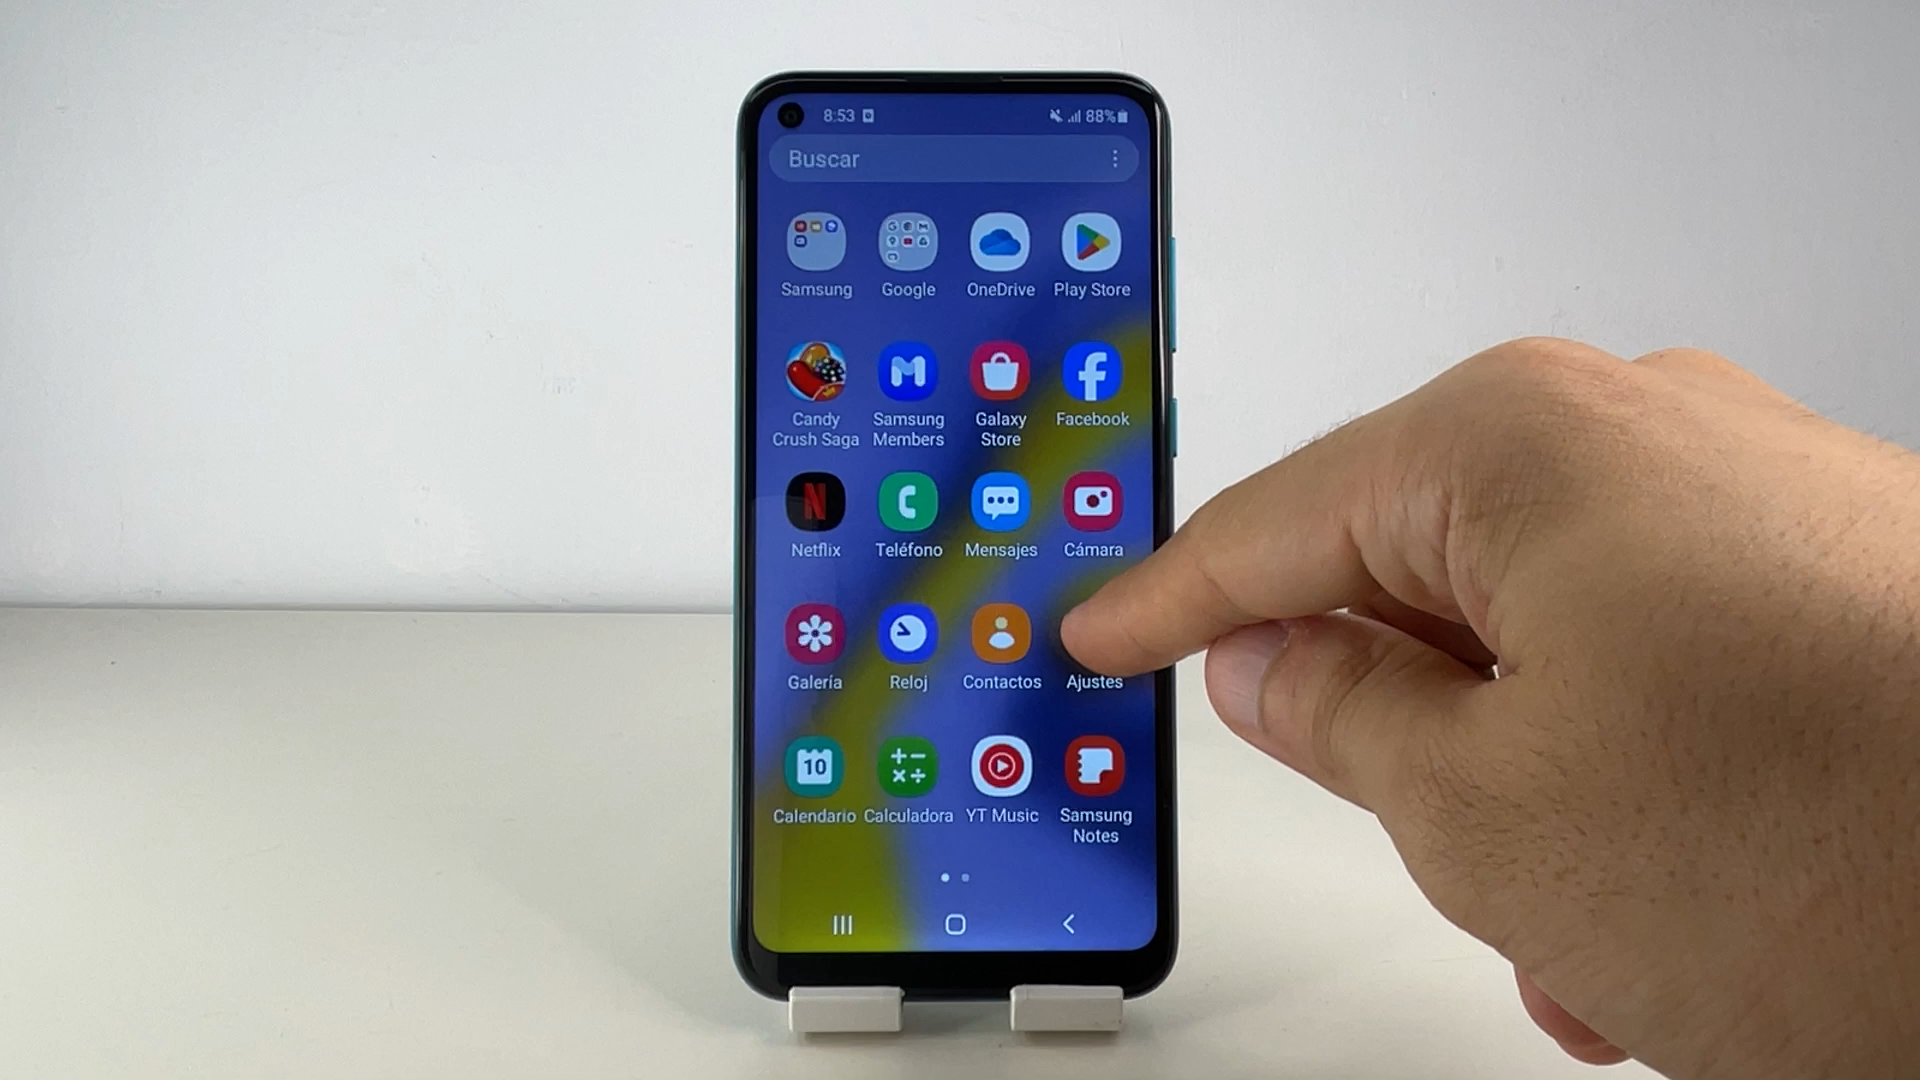 8:53
88%
Buscar
Samsung
Google
OneDrive
Play Store
Candy
Crush Saga
Samsung
Members
Galaxy
Store
Facebook
Netflix
Teléfono
Mensajes
Cámara
Galería
Reloj
Contactos
Ajustes
10
Calendario
Calculadora
YT Music
Samsung
Notes